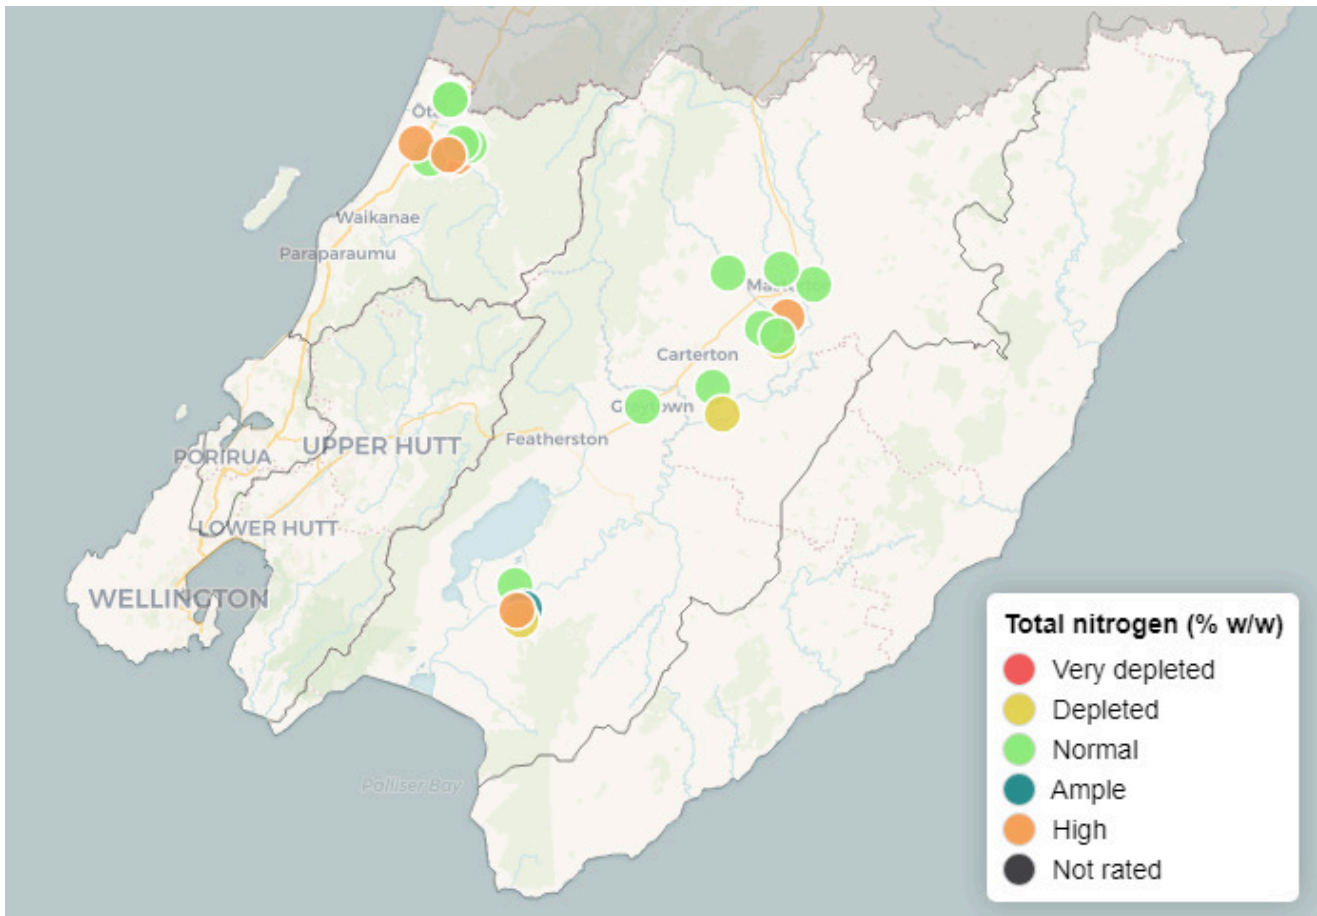 Ōta
Waikanae
Paraparaumu
Carterton
Featherston
UPPER HUTT
PORIRUA
LOWER HUTT
WELLINGTON
Palliser Bay
Total nitrogen (% w/w)
Very depleted
Depleted
Normal
Ample
High
Not rated